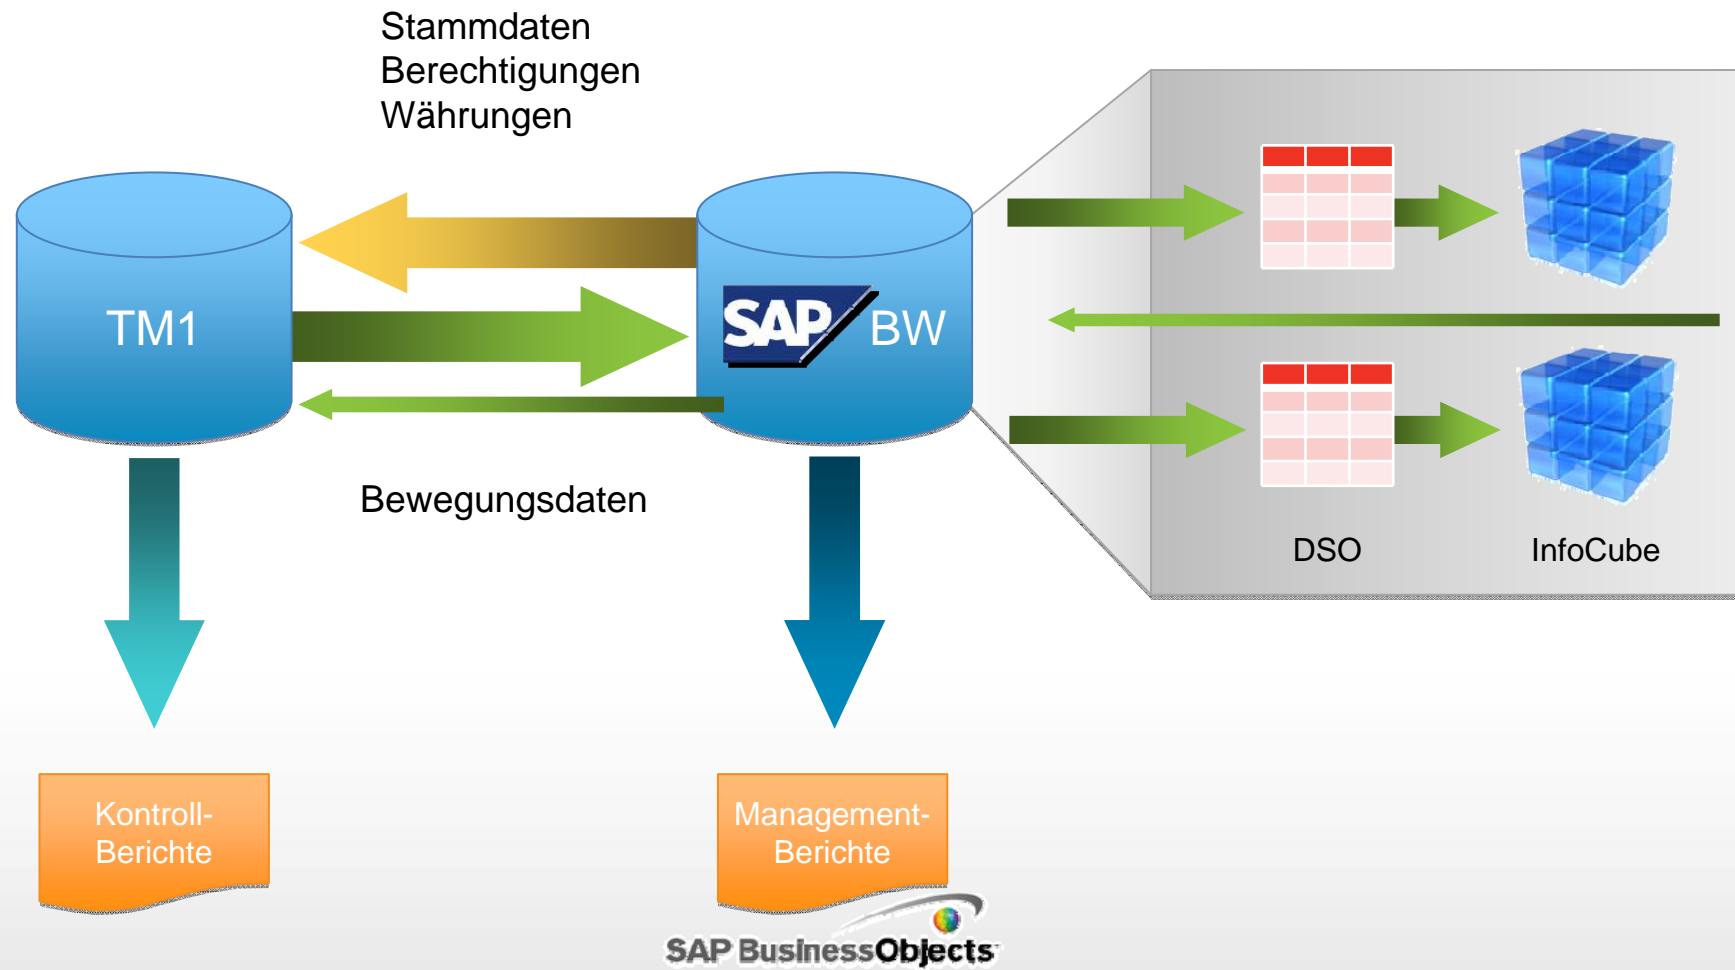 Stammdaten
Berechtigungen
Währungen
TM1
SAP BW
Bewegungsdaten
DSO
InfoCube
Kontroll-
Berichte
Management-
Berichte
SAP BusinessObjects